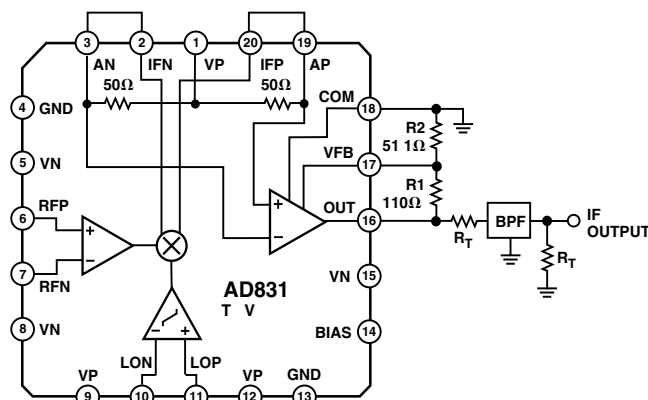 3 2 1 20 19
AN IFN VP IFP AP
50Ω 50Ω
COM 18
4 GND
R2
51 1Ω
VFB 17
5 VN
R1
110Ω
6 RFP
OUT 16
BPF
IF
OUTPUT
R_T
R_T
+ −
+ −
7 RFN
VN 15
AD831
T V
8 VN
BIAS 14
− +
LON LOP
VP VP GND
9 10 11 12 13